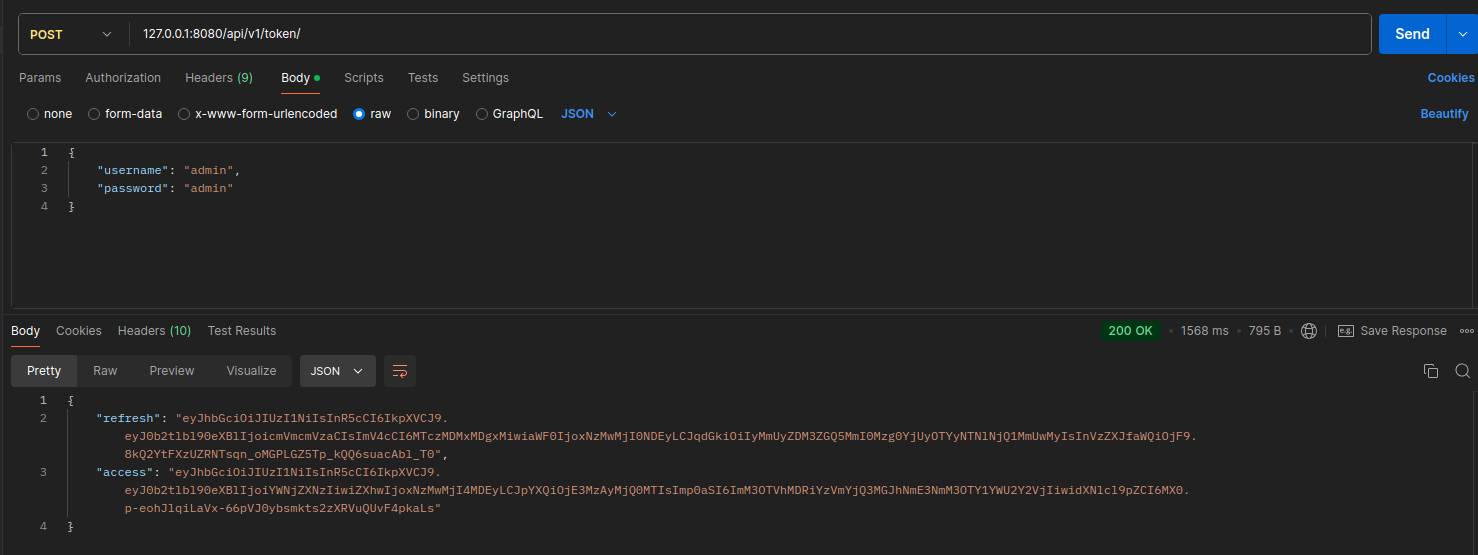 POST 127.0.0.1:8080/api/v1/token/ Send
Params Authorization Headers (9) Body Scripts Tests Settings Cookies
none form-data x-www-form-urlencoded raw binary GraphQL JSON Beautify
1 {
2 "username": "admin",
3 "password": "admin"
4 }
Body Cookies Headers (10) Test Results 200 OK 1568 ms 795 B e.g. Save Response
Pretty Raw Preview Visualize JSON
1 {
2 "refresh": "eyJhbGciOiJIUzI1NiIsInR5cCI6IkpXVCJ9.
eyJ0b2tlbl90eXBlIjoicmVmcmVzaCIsImV4cCI6MTczMDMxMDgxMiwiaWF0IjoxNzMwMjI0NDEyLCJqdGkiOiIyMmUyZDM3ZGQ5MmI0Mzg0YjUyOTYyNTNlNjQ1MmUwMyIsInVzZXJfaWQiOjF9.
8kQ2YtFXzUZRNTsqn_oMGPLGZ5Tp_kQQ6suacAbl_T0",
3 "access": "eyJhbGciOiJIUzI1NiIsInR5cCI6IkpXVCJ9.
eyJ0b2tlbl90eXBlIjoiYWNjZXNzIiwiZXhwIjoxNzMwMjI4MDEyLCJpYXQiOjE3MzAyMjQ0MTIsImp0aSI6ImM3OTVhMDRiYzVmYjQ3MGJhNmE3NmM3OTY1YWU2Y2VjIiwidXNlcl9pZCI6MX0.
p-eohJlqiLaVx-66pVJ0ybsmkts2zXRVuQUvF4pkaLs"
4 }